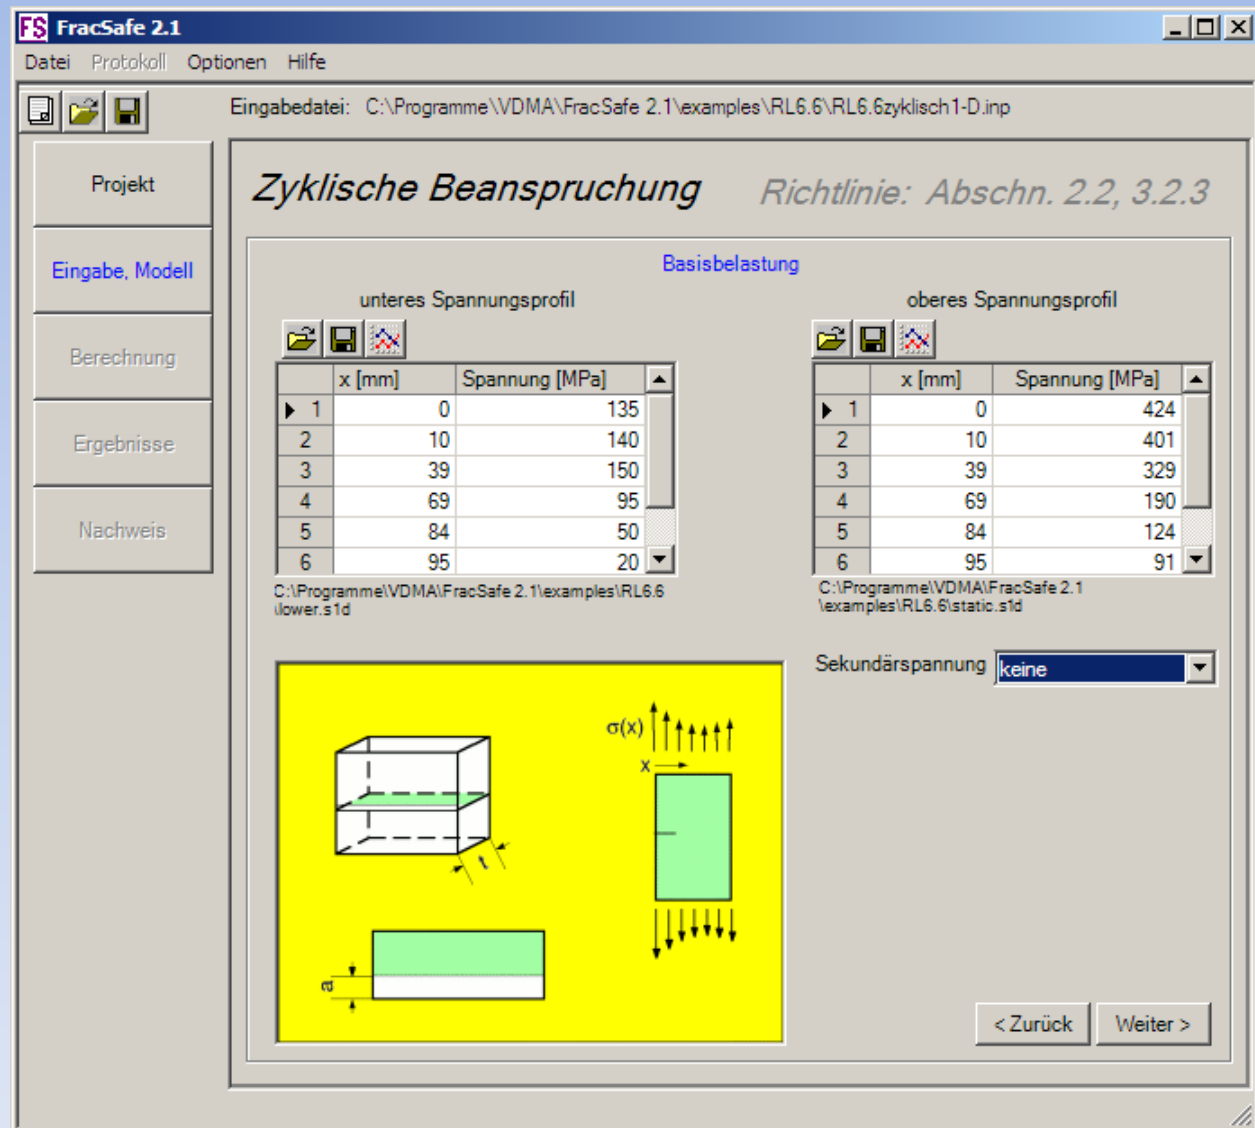 FS FracSafe 2.1
Datei Protokoll Optionen Hilfe
Eingabedatei: C:\Programme\VDMA\FracSafe 2.1\examples\RL6.6\RL6.6zyklisch1-D.inp
Projekt
Eingabe, Modell
Berechnung
Ergebnisse
Nachweis
Zyklische Beanspruchung Richtlinie: Abschn. 2.2, 3.2.3
Basisbelastung
unteres Spannungsprofil
x [mm] Spannung [MPa]
1 0 135
2 10 140
3 39 150
4 69 95
5 84 50
6 95 20
C:\Programme\VDMA\FracSafe 2.1\examples\RL6.6
\lower.s1d
oberes Spannungsprofil
x [mm] Spannung [MPa]
1 0 424
2 10 401
3 39 329
4 69 190
5 84 124
6 95 91
C:\Programme\VDMA\FracSafe 2.1
\examples\RL6.6\static.s1d
Sekundärspannung keine
σ(x)
x
t
a
< Zurück Weiter >